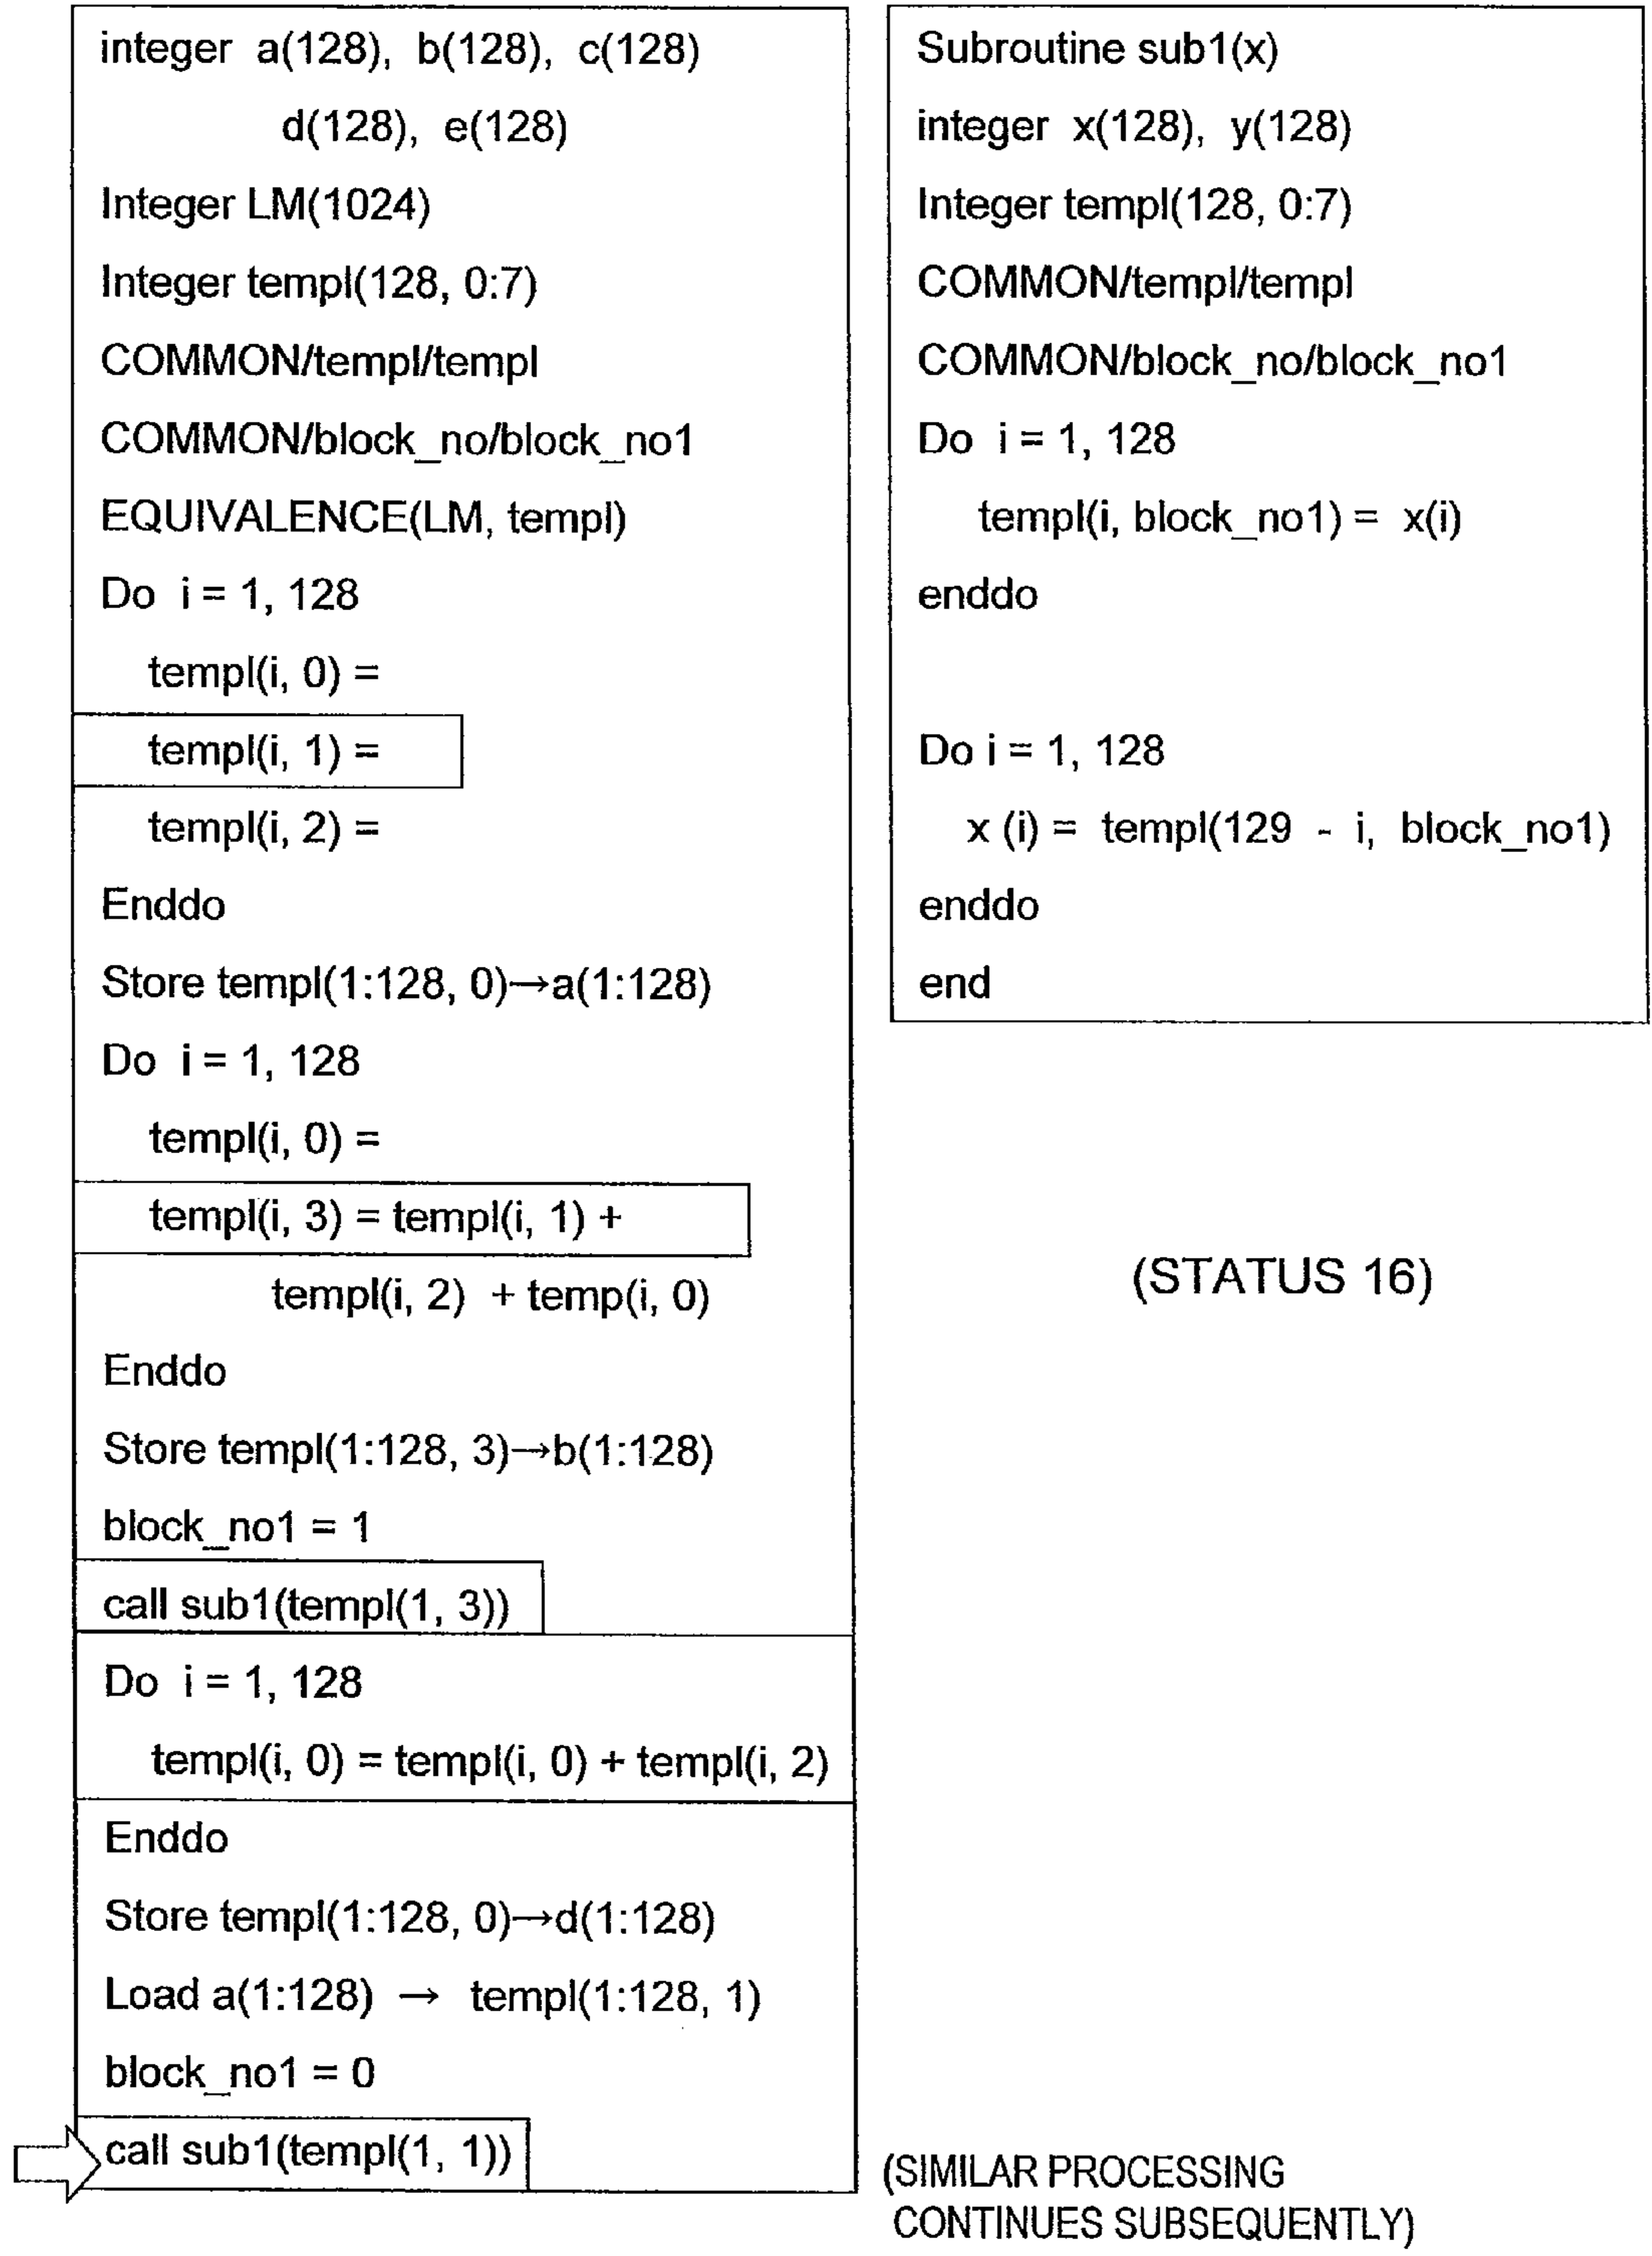 integer a(128), b(128), c(128)
d(128), e(128)
Integer LM(1024)
Integer templ(128, 0:7)
COMMON/templ/templ
COMMON/block_no/block_no1
EQUIVALENCE(LM, templ)
Do i = 1, 128
templ(i, 0) =
templ(i, 1) =
templ(i, 2) =
Enddo
Store templ(1:128, 0)→a(1:128)
Do i = 1, 128
templ(i, 0) =
templ(i, 3) = templ(i, 1) +
templ(i, 2) + temp(i, 0)
Enddo
Store templ(1:128, 3)→b(1:128)
block_no1 = 1
call sub1(templ(1, 3))
Do i = 1, 128
templ(i, 0) = templ(i, 0) + templ(i, 2)
Enddo
Store templ(1:128, 0)→d(1:128)
Load a(1:128) → templ(1:128, 1)
block_no1 = 0
call sub1(templ(1, 1))
Subroutine sub1(x)
integer x(128), y(128)
Integer templ(128, 0:7)
COMMON/templ/templ
COMMON/block_no/block_no1
Do i = 1, 128
templ(i, block_no1) = x(i)
enddo
Do i = 1, 128
x (i) = templ(129 - i, block_no1)
enddo
end
(STATUS 16)
(SIMILAR PROCESSING
CONTINUES SUBSEQUENTLY)